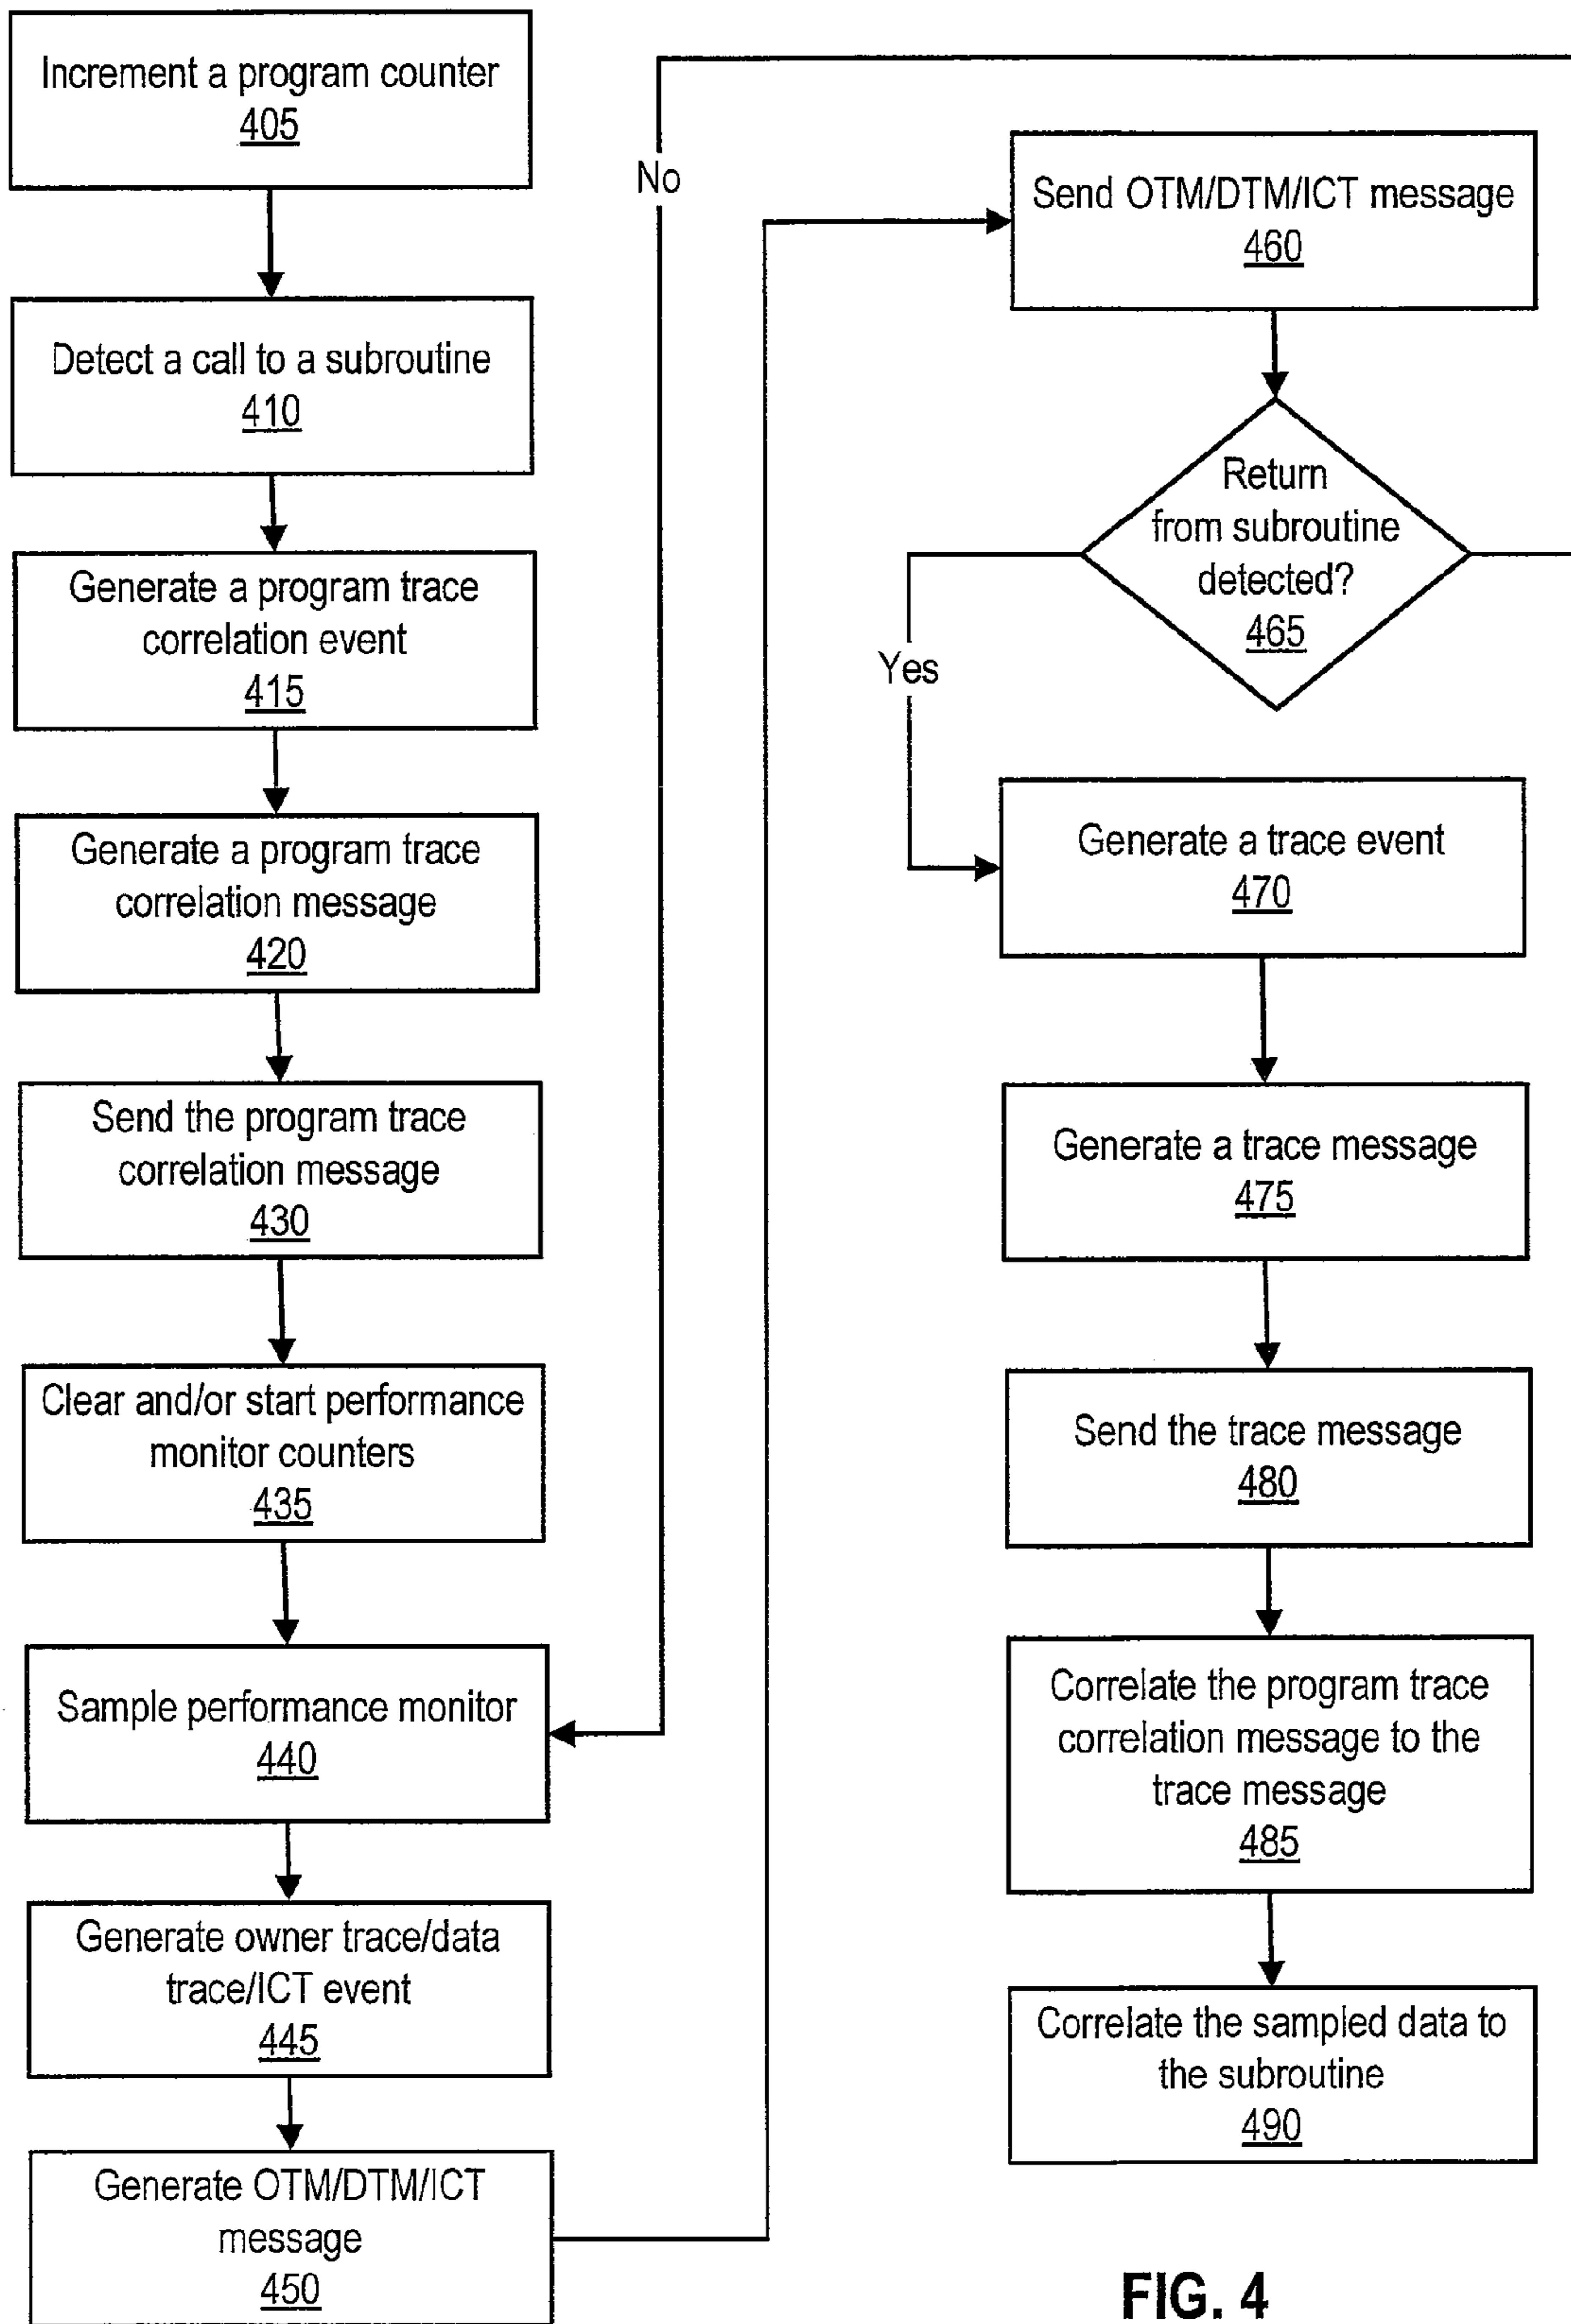 Increment a program counter
405
Detect a call to a subroutine
410
Generate a program trace
correlation event
415
Generate a program trace
correlation message
420
Send the program trace
correlation message
430
Clear and/or start performance
monitor counters
435
Sample performance monitor
440
Generate owner trace/data
trace/ICT event
445
Generate OTM/DTM/ICT
message
450
No
Send OTM/DTM/ICT message
460
Return
from subroutine
detected?
465
Yes
Generate a trace event
470
Generate a trace message
475
Send the trace message
480
Correlate the program trace
correlation message to the
trace message
485
Correlate the sampled data to
the subroutine
490
FIG. 4